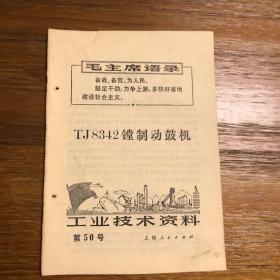 毛主席语录
备战、备荒、为人民。
鼓足干劲，力争上游，多快好省地
建设社会主义。
TJ8342镗制动鼓机
工业技术资料
第50号
上海人民出版社